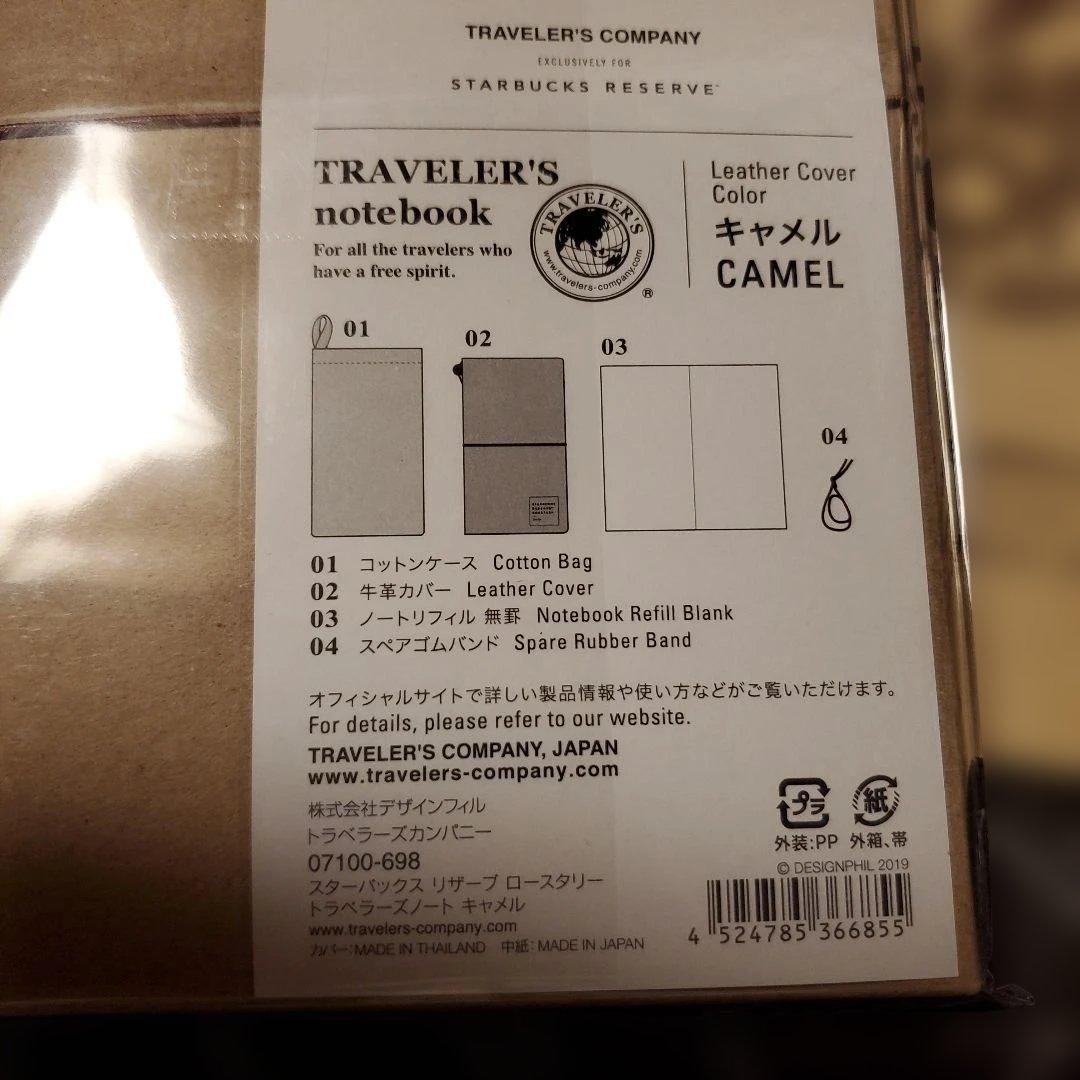 TRAVELER'S COMPANY
EXCLUSIVELY FOR
STARBUCKS RESERVE™
TRAVELER'S
notebook
For all the travelers who
have a free spirit.
TRAVELER'S
www.travelers-company.com
®
Leather Cover
Color
キャメル
CAMEL
01
02
03
04
01 コットンケース Cotton Bag
02 牛革カバー Leather Cover
03 ノートリフィル 無罫 Notebook Refill Blank
04 スペアゴムバンド Spare Rubber Band
オフィシャルサイトで詳しい製品情報や使い方などがご覧いただけます。
For details, please refer to our website.
TRAVELER'S COMPANY, JAPAN
www.travelers-company.com
株式会社デザインフィル
トラベラーズカンパニー
07100-698
スターバックス リザーブ ロースタリー
トラベラーズノート キャメル
www.travelers-company.com
カバー:MADE IN THAILAND 中紙:MADE IN JAPAN
プラ
紙
外装:PP 外箱、帯
© DESIGNPHIL 2019
4 524785 366855